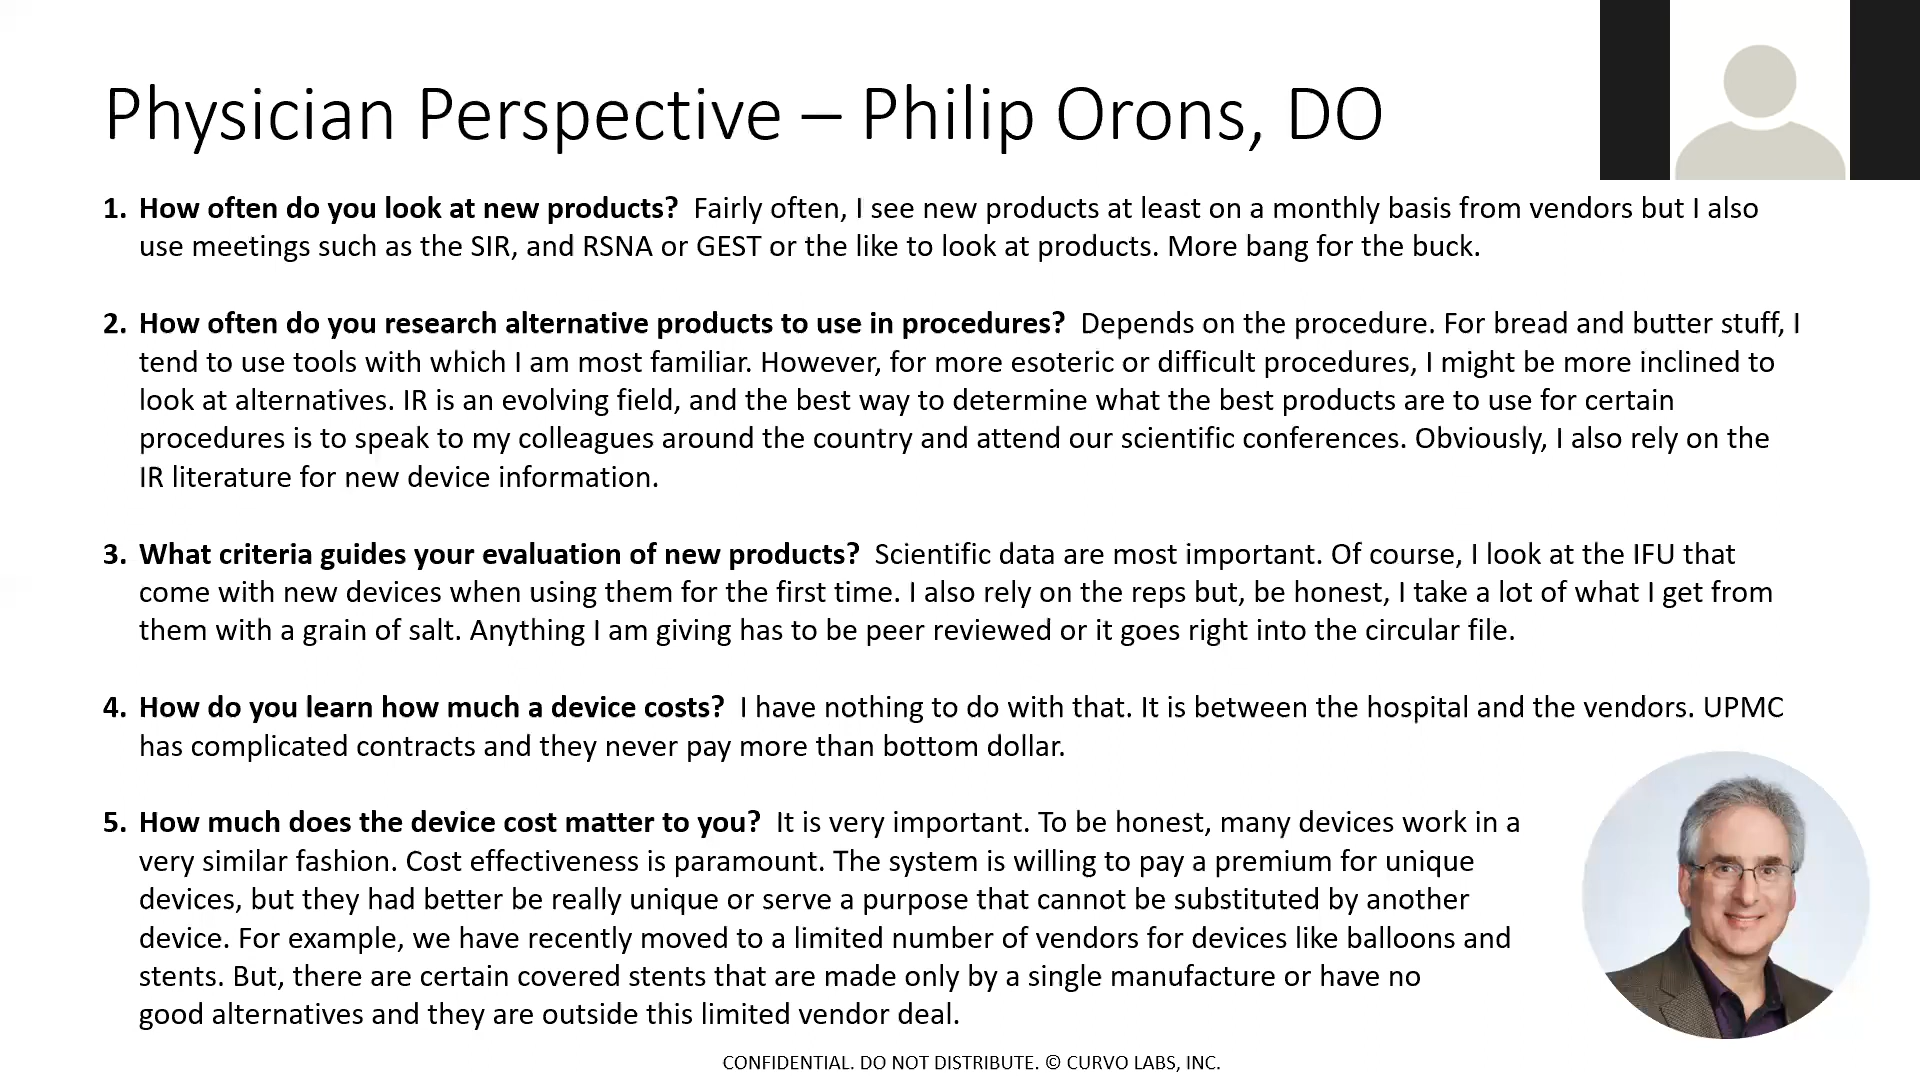 Physician Perspective – Philip Orons, DO
1. How often do you look at new products? Fairly often, I see new products at least on a monthly basis from vendors but I also
use meetings such as the SIR, and RSNA or GEST or the like to look at products. More bang for the buck.
2. How often do you research alternative products to use in procedures? Depends on the procedure. For bread and butter stuff, I
tend to use tools with which I am most familiar. However, for more esoteric or difficult procedures, I might be more inclined to
look at alternatives. IR is an evolving field, and the best way to determine what the best products are to use for certain
procedures is to speak to my colleagues around the country and attend our scientific conferences. Obviously, I also rely on the
IR literature for new device information.
3. What criteria guides your evaluation of new products? Scientific data are most important. Of course, I look at the IFU that
come with new devices when using them for the first time. I also rely on the reps but, be honest, I take a lot of what I get from
them with a grain of salt. Anything I am giving has to be peer reviewed or it goes right into the circular file.
4. How do you learn how much a device costs? I have nothing to do with that. It is between the hospital and the vendors. UPMC
has complicated contracts and they never pay more than bottom dollar.
5. How much does the device cost matter to you? It is very important. To be honest, many devices work in a
very similar fashion. Cost effectiveness is paramount. The system is willing to pay a premium for unique
devices, but they had better be really unique or serve a purpose that cannot be substituted by another
device. For example, we have recently moved to a limited number of vendors for devices like balloons and
stents. But, there are certain covered stents that are made only by a single manufacture or have no
good alternatives and they are outside this limited vendor deal.
CONFIDENTIAL. DO NOT DISTRIBUTE. © CURVO LABS, INC.